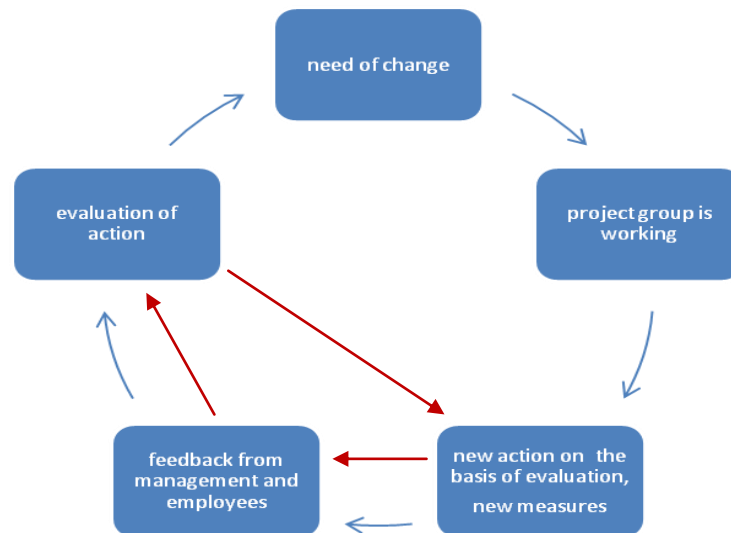 need of change
evaluation of
action
project group is
working
feedback from
management and
employees
new action on the
basis of evaluation,
new measures